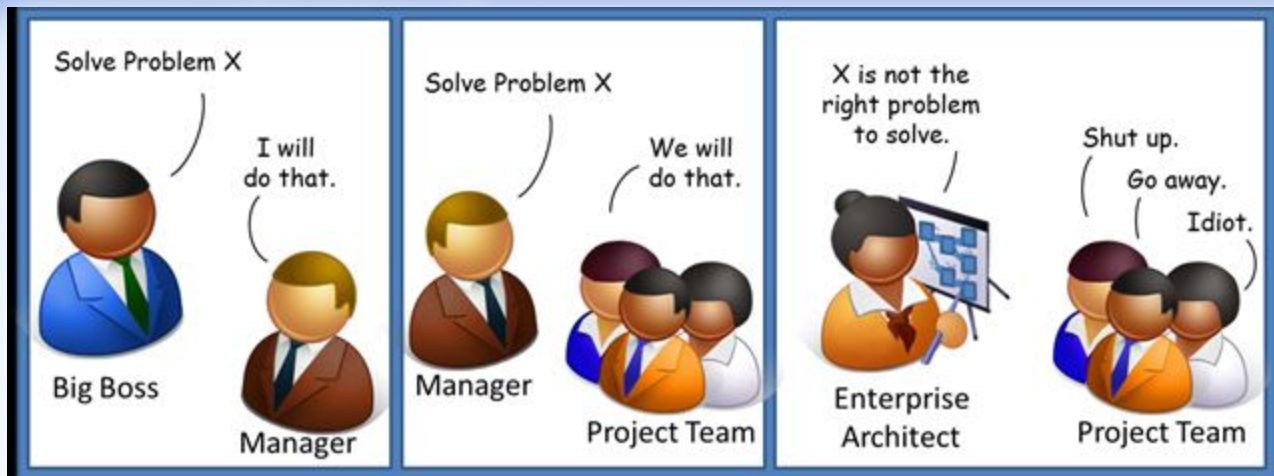 Solve Problem X
I will
do that.
Big Boss
Manager
Solve Problem X
We will
do that.
Manager
Project Team
X is not the
right problem
to solve.
Shut up.
Go away.
Idiot.
Enterprise
Architect
Project Team